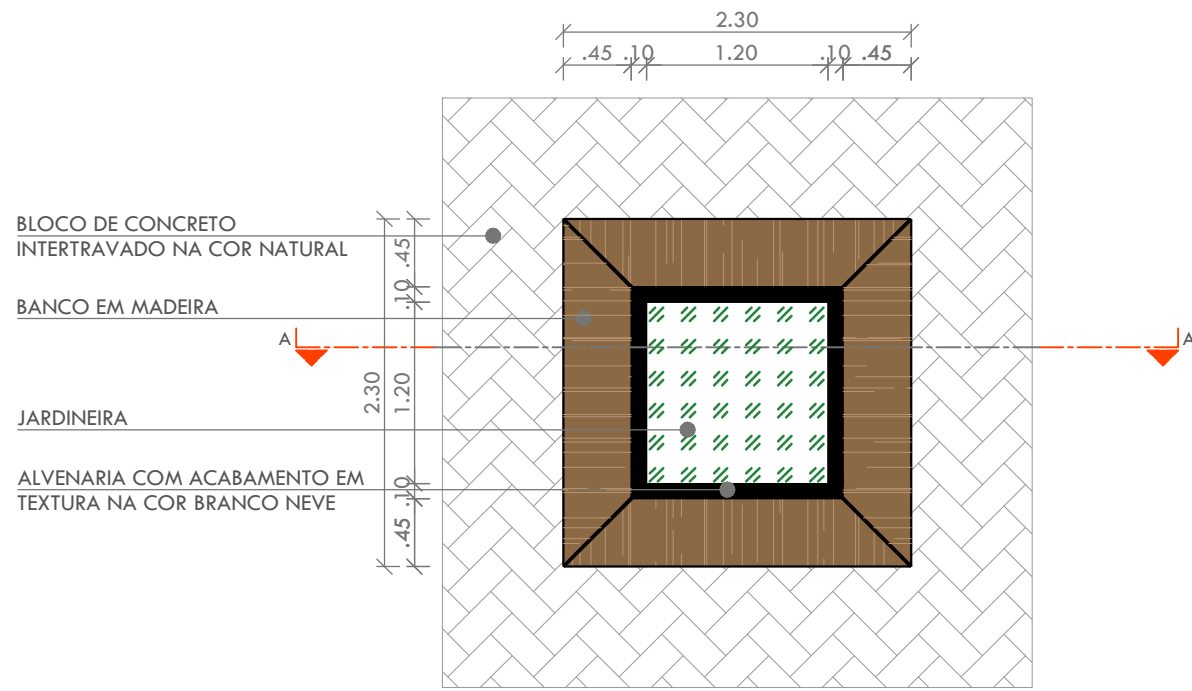 2.30
.45 .10 1.20 .10 .45
BLOCO DE CONCRETO
INTERTRAVADO NA COR NATURAL
BANCO EM MADEIRA
JARDINEIRA
ALVENARIA COM ACABAMENTO EM
TEXTURA NA COR BRANCO NEVE
2.30
.45
.10
1.20
.10
.45
A
A